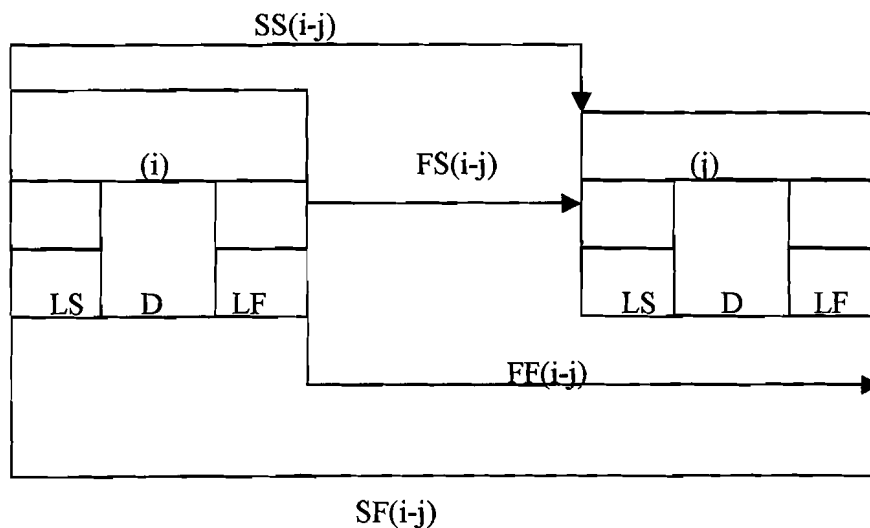 SS(i-j)
(i) FS(i-j) (j)
LS D LF LS D LF
FF(i-j)
SF(i-j)